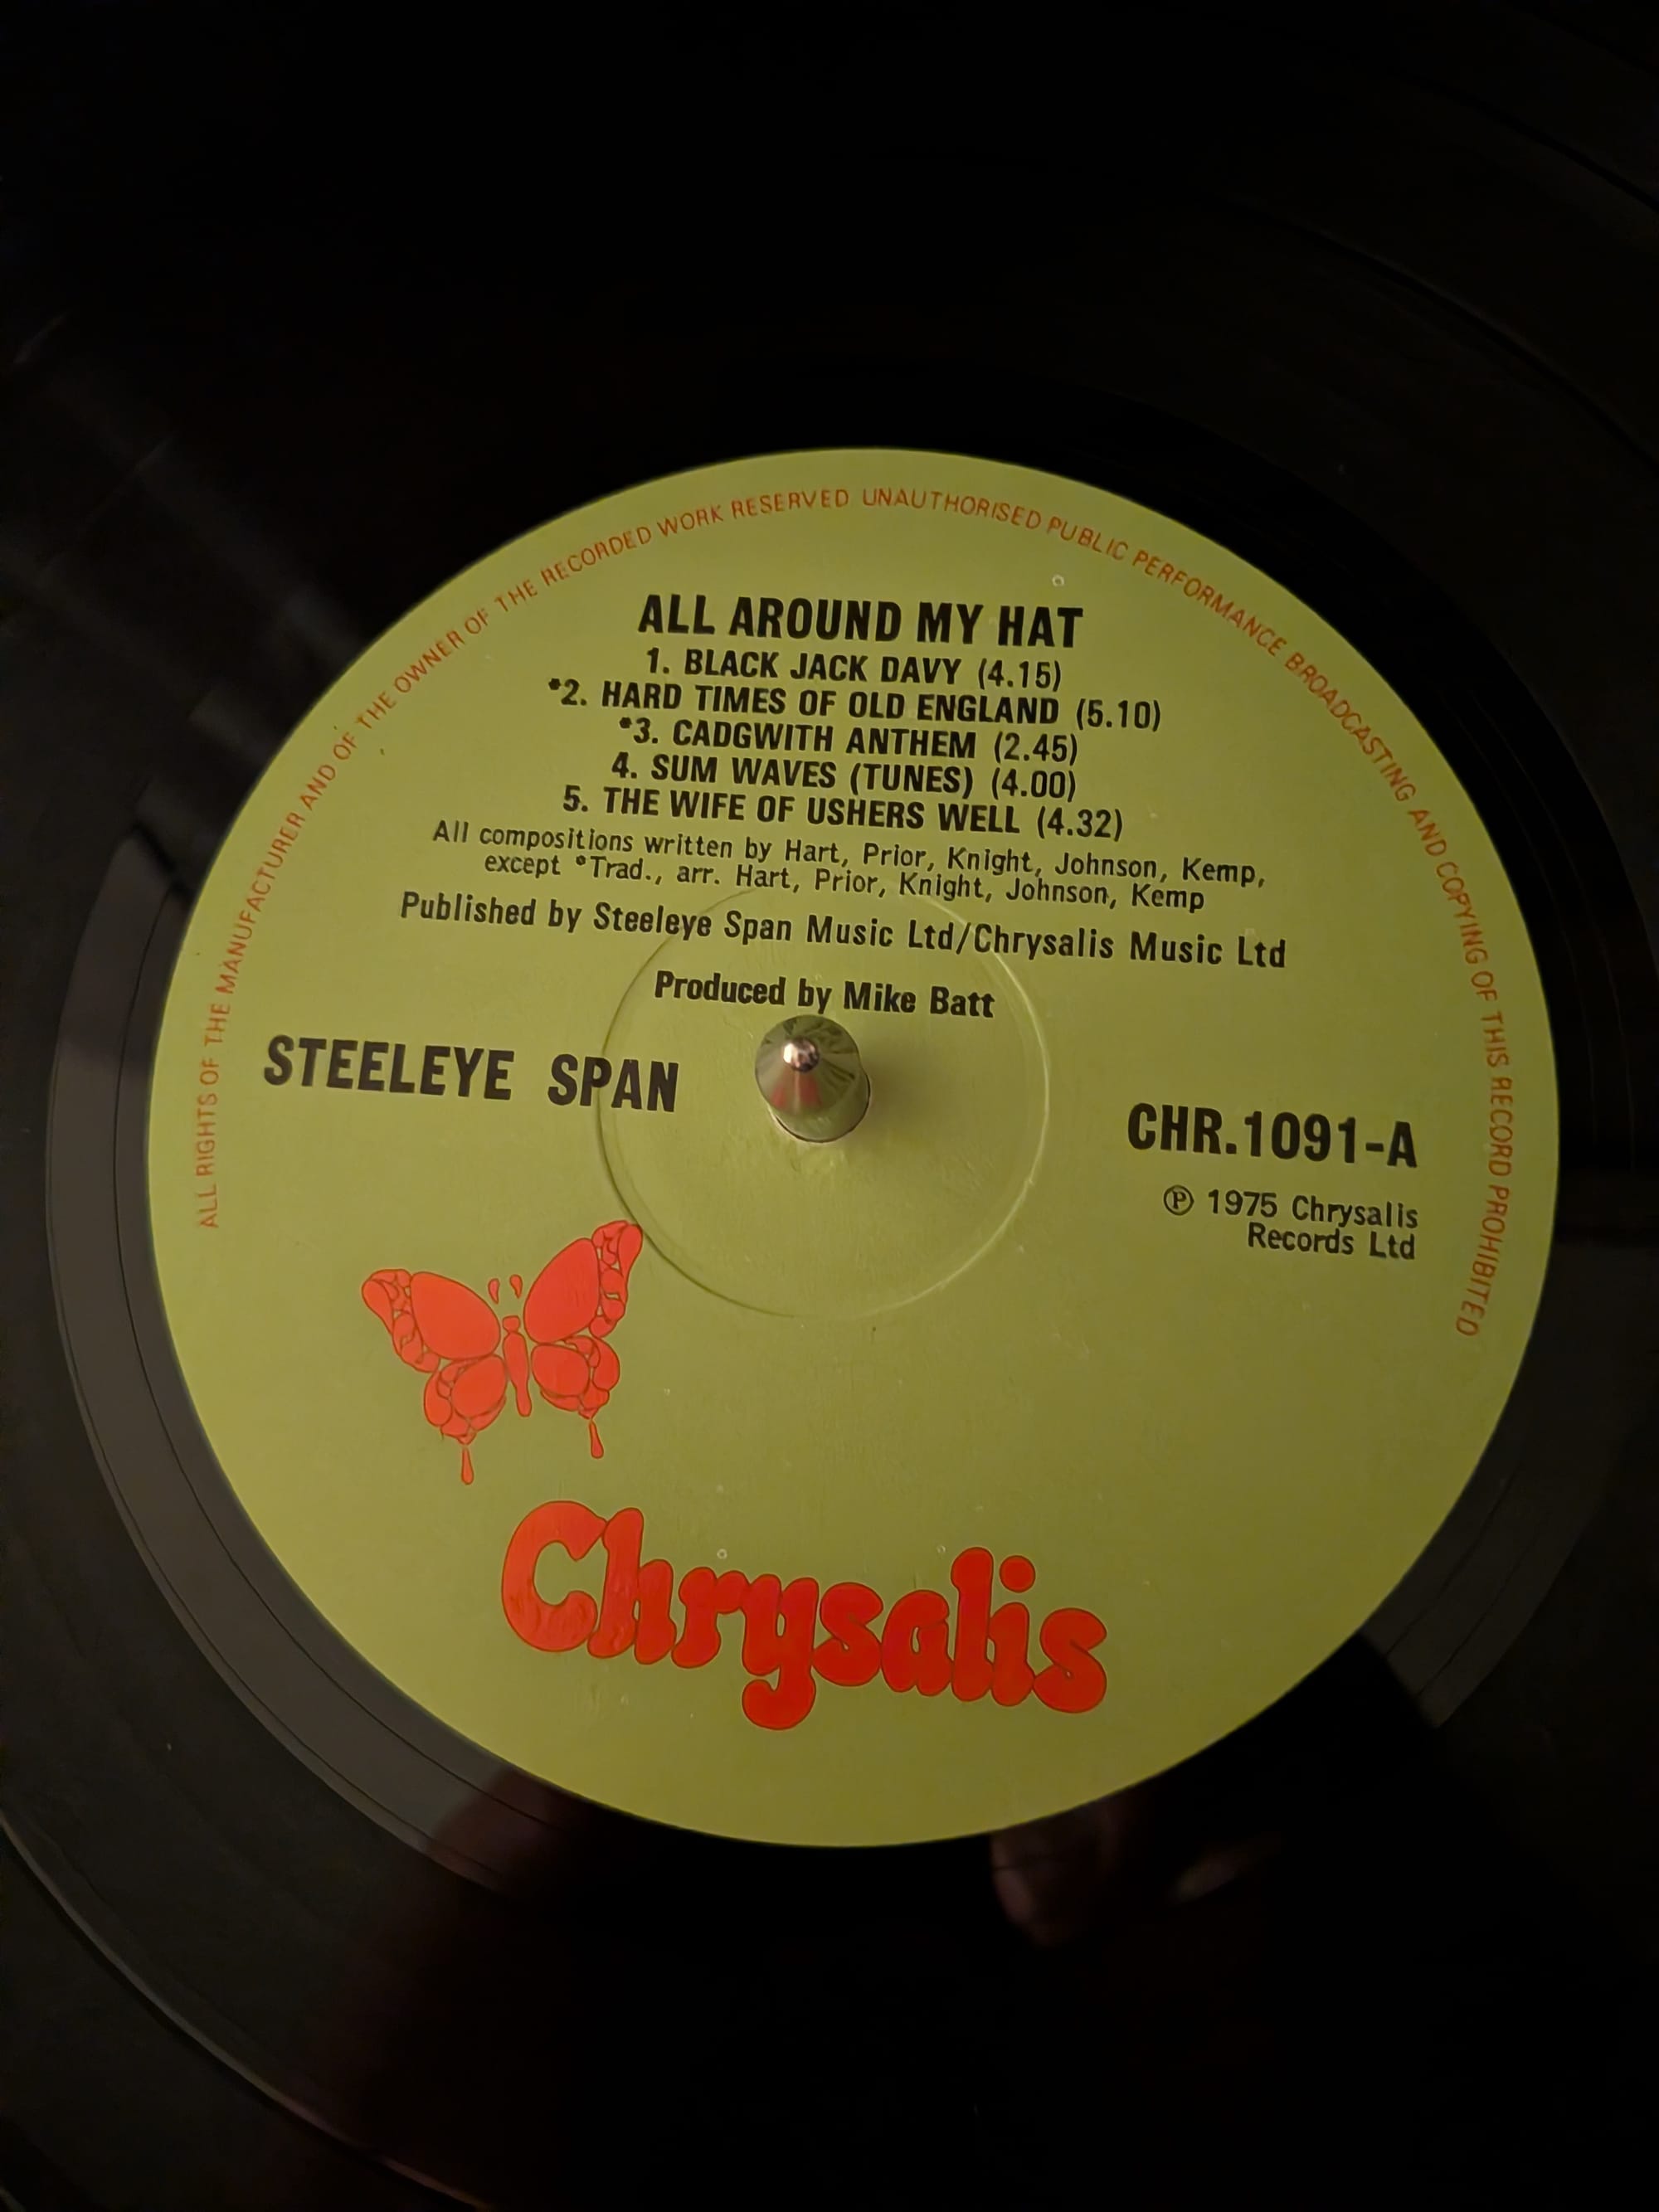 ALL RIGHTS OF THE MANUFACTURER AND OF THE OWNER OF THE RECORDED WORK RESERVED UNAUTHORISED PUBLIC PERFORMANCE BROADCASTING AND COPYING OF THIS RECORD PROHIBITED
ALL AROUND MY HAT
1. BLACK JACK DAVY (4.15)
*2. HARD TIMES OF OLD ENGLAND (5.10)
*3. CADGWITH ANTHEM (2.45)
4. SUM WAVES (TUNES) (4.00)
5. THE WIFE OF USHERS WELL (4.32)
All compositions written by Hart, Prior, Knight, Johnson, Kemp,
except *Trad., arr. Hart, Prior, Knight, Johnson, Kemp
Published by Steeleye Span Music Ltd/Chrysalis Music Ltd
Produced by Mike Batt
STEELEYE SPAN
CHR.1091-A
℗ 1975 Chrysalis
Records Ltd
Chrysalis